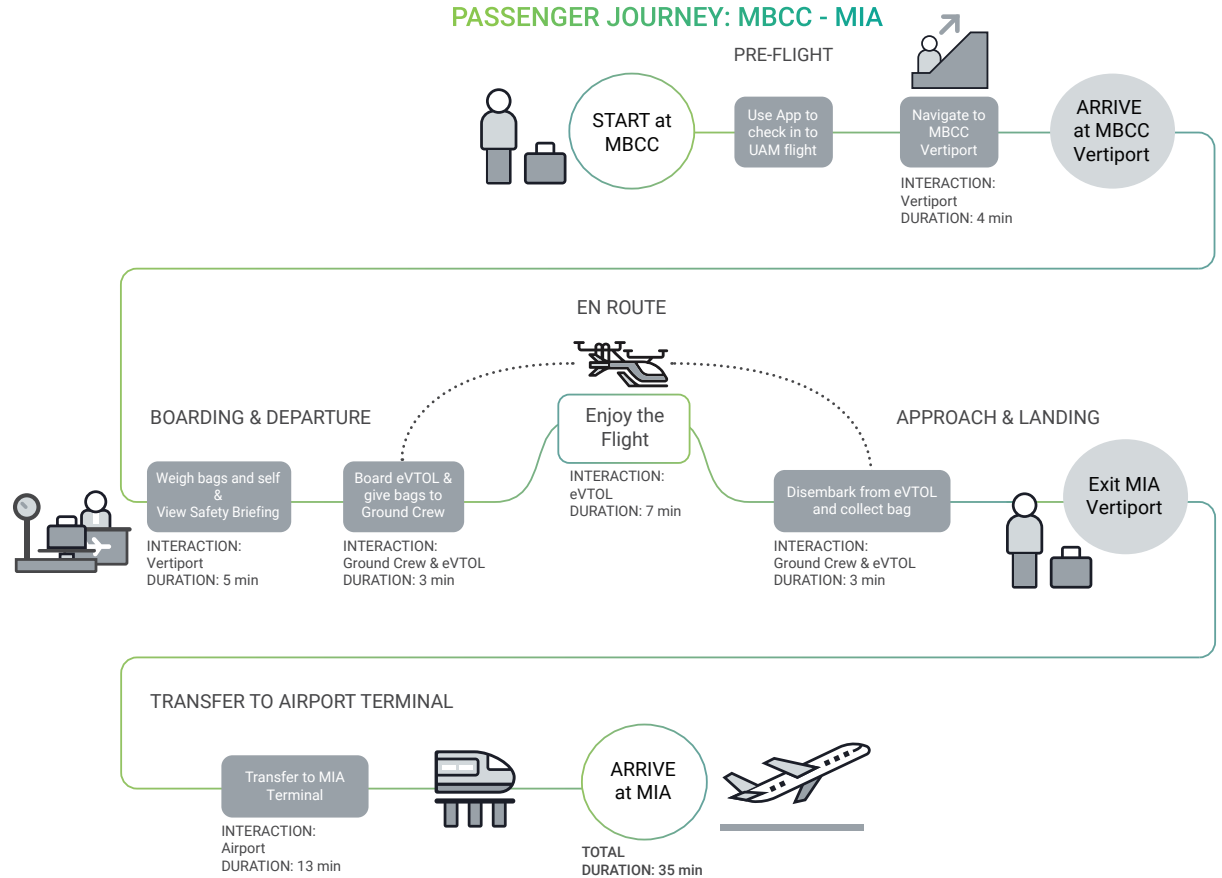 PASSENGER JOURNEY: MBCC - MIA
PRE-FLIGHT
START at
MBCC
Use App to
check in to
UAM flight
Navigate to
MBCC
Vertiport
INTERACTION:
Vertiport
DURATION: 4 min
ARRIVE
at MBCC
Vertiport
EN ROUTE
BOARDING & DEPARTURE
Weigh bags and self
&
View Safety Briefing
INTERACTION:
Vertiport
DURATION: 5 min
Board eVTOL &
give bags to
Ground Crew
INTERACTION:
Ground Crew & eVTOL
DURATION: 3 min
Enjoy the
Flight
INTERACTION:
eVTOL
DURATION: 7 min
APPROACH & LANDING
Disembark from eVTOL
and collect bag
INTERACTION:
Ground Crew & eVTOL
DURATION: 3 min
Exit MIA
Vertiport
TRANSFER TO AIRPORT TERMINAL
Transfer to MIA
Terminal
INTERACTION:
Airport
DURATION: 13 min
ARRIVE
at MIA
TOTAL
DURATION: 35 min